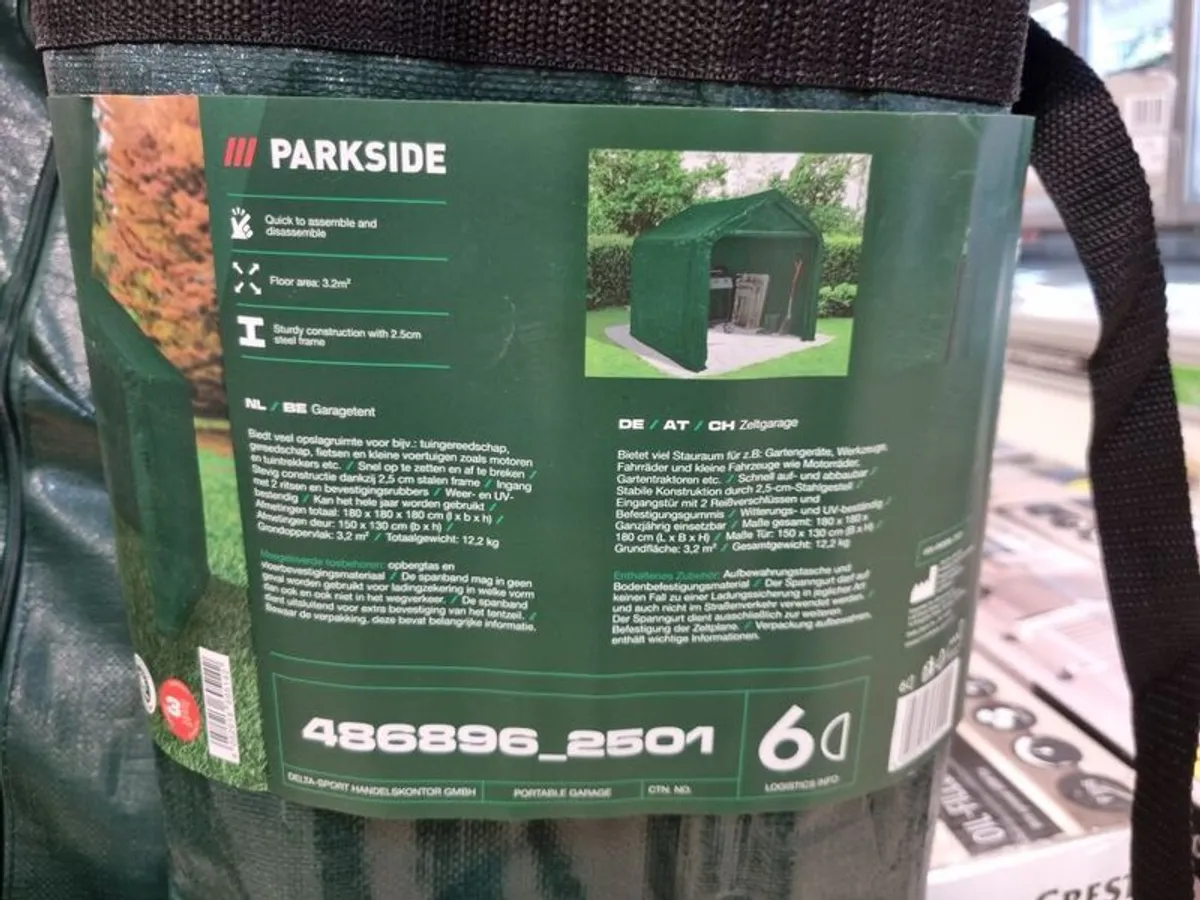 PARKSIDE
Quick to assemble and
disassemble
Floor area: 3.2m²
Sturdy construction with 2.5cm
steel frame
NL / BE Garagetent
Biedt veel opslagruimte voor bijv.: tuingereedschap,
gereedschap, fietsen en kleine voertuigen zoals motoren
en tuintrekkers etc. / Snel op te zetten en af te breken /
Stevig constructie dankzij 2,5 cm stalen frame / Ingang
met 2 ritsen en bevestigingsrubbers / Weer- en UV-
bestendig / Kan het hele jaar worden gebruikt /
Afmetingen totaal: 180 x 180 x 180 cm (l x b x h) /
Afmetingen deur: 150 x 130 cm (b x h) /
Grondoppervlak: 3,2 m² / Totaalgewicht: 12,2 kg
Meegeleverde toebehoren: opbergtas en
vloerbevestigingsmateriaal / De spanband mag in geen
geval worden gebruikt voor ladingzekering in welke vorm
dan ook en ook niet in het wegverkeer. / De spanband
dient uitsluitend voor extra bevestiging van het tentzeil. /
Bewaar de verpakking, deze bevat belangrijke informatie.
DE / AT / CH Zeltgarage
Bietet viel Stauraum für z.B: Gartengeräte, Werkzeuge,
Fahrräder und kleine Fahrzeuge wie Motorräder,
Gartentraktoren etc. / Schnell auf- und abbaubar /
Stabile Konstruktion durch 2,5-cm-Stahlgestell /
Eingangstür mit 2 Reißverschlüssen und
Befestigungsgummis / Witterungs- und UV-beständig /
Ganzjährig einsetzbar / Maße gesamt: 180 x 180 x
180 cm (L x B x H) / Maße Tür: 150 x 130 cm (B x H) /
Grundfläche: 3,2 m² / Gesamtgewicht: 12,2 kg
Enthaltenes Zubehör: Aufbewahrungstasche und
Bodenbefestigungsmaterial / Der Spanngurt darf auf
keinen Fall zu einer Ladungssicherung in jeglicher Art
und auch nicht im Straßenverkehr verwendet werden. /
Der Spanngurt dient ausschließlich zur weiteren
Befestigung der Zeltplane. / Verpackung aufbewahren,
enthält wichtige Informationen.
3
486896_2501
6
DELTA-SPORT HANDELSKONTOR GMBH
PORTABLE GARAGE
CTN. NO.
LOGISTICS INFO.
CREST